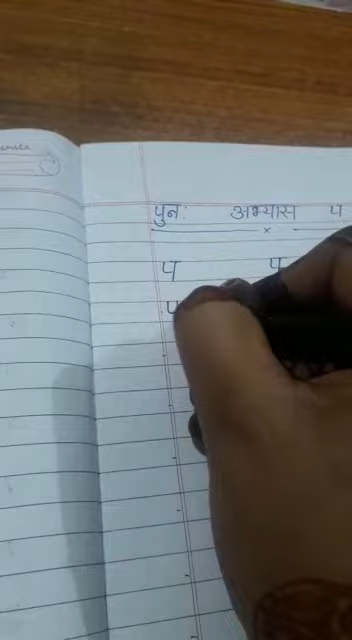 पुनः अभ्यास प
प प
प